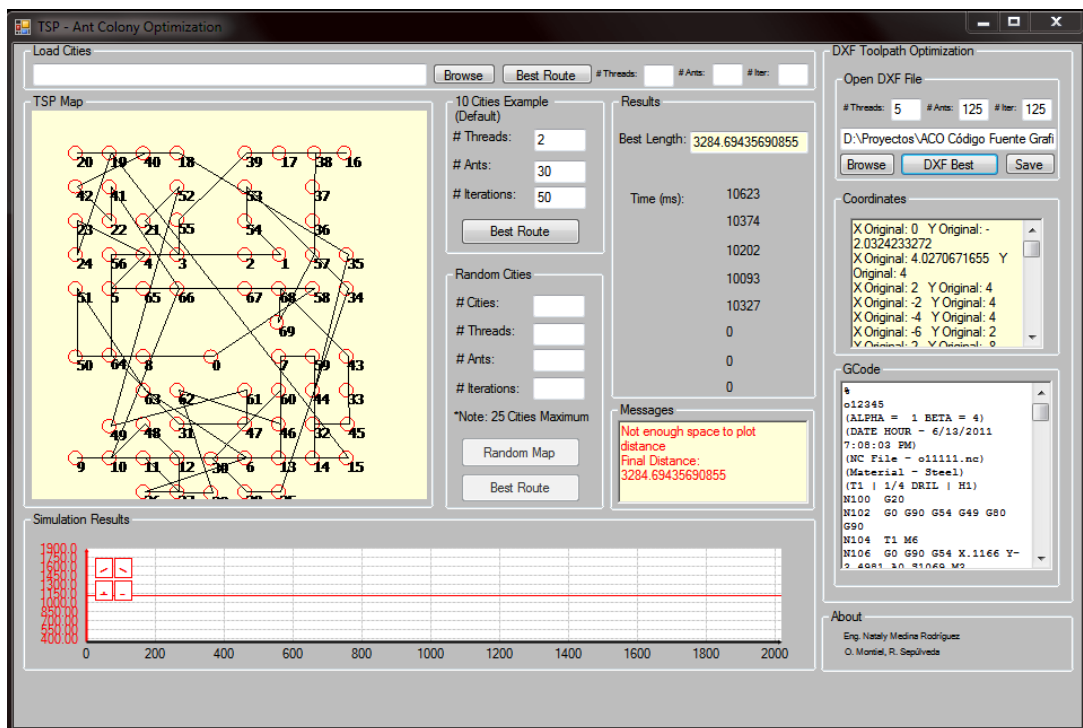 TSP - Ant Colony Optimization
Load Cities
Browse
Best Route
# Threads:
# Ants:
# Iter:
TSP Map
20 19 40 18 39 17 38 16
42 41 52 53 37
23 22 21 55 54 36
24 56 4 3 2 1 57 35
51 5 65 66 67 68 58 34
69
50 64 8 0 7 59 43
63 62 61 60 44 33
49 48 31 47 46 32 45
9 10 11 12 30 6 13 14 15
10 Cities Example
(Default)
# Threads: 2
# Ants: 30
# Iterations: 50
Best Route
Random Cities
# Cities:
# Threads:
# Ants:
# Iterations:
*Note: 25 Cities Maximum
Random Map
Best Route
Results
Best Length: 3284.69435690855
Time (ms): 10623
10374
10202
10093
10327
0
0
0
Messages
Not enough space to plot
distance
Final Distance:
3284.69435690855
DXF Toolpath Optimization
Open DXF File
# Threads: 5 # Ants: 125 # Iter: 125
D:\Proyectos\ACO Código Fuente Grafi
Browse
DXF Best
Save
Coordinates
X Original: 0 Y Original: -
2.0324233272
X Original: 4.0270671655 Y
Original: 4
X Original: 2 Y Original: 4
X Original: -2 Y Original: 4
X Original: -4 Y Original: 4
X Original: -6 Y Original: 2
GCode
%
o12345
(ALPHA = 1 BETA = 4)
(DATE HOUR - 6/13/2011
7:08:03 PM)
(NC File - o11111.nc)
(Material - Steel)
(T1 | 1/4 DRIL | H1)
N100 G20
N102 G0 G90 G54 G49 G80
G90
N104 T1 M6
N106 G0 G90 G54 X.1166 Y-
Simulation Results
1900.0
1000.0
850.00
700.00
550.00
400.00
0 200 400 600 800 1000 1200 1400 1600 1800 2000
About
Eng. Nataly Medina Rodríguez
O. Montiel, R. Sepúlveda